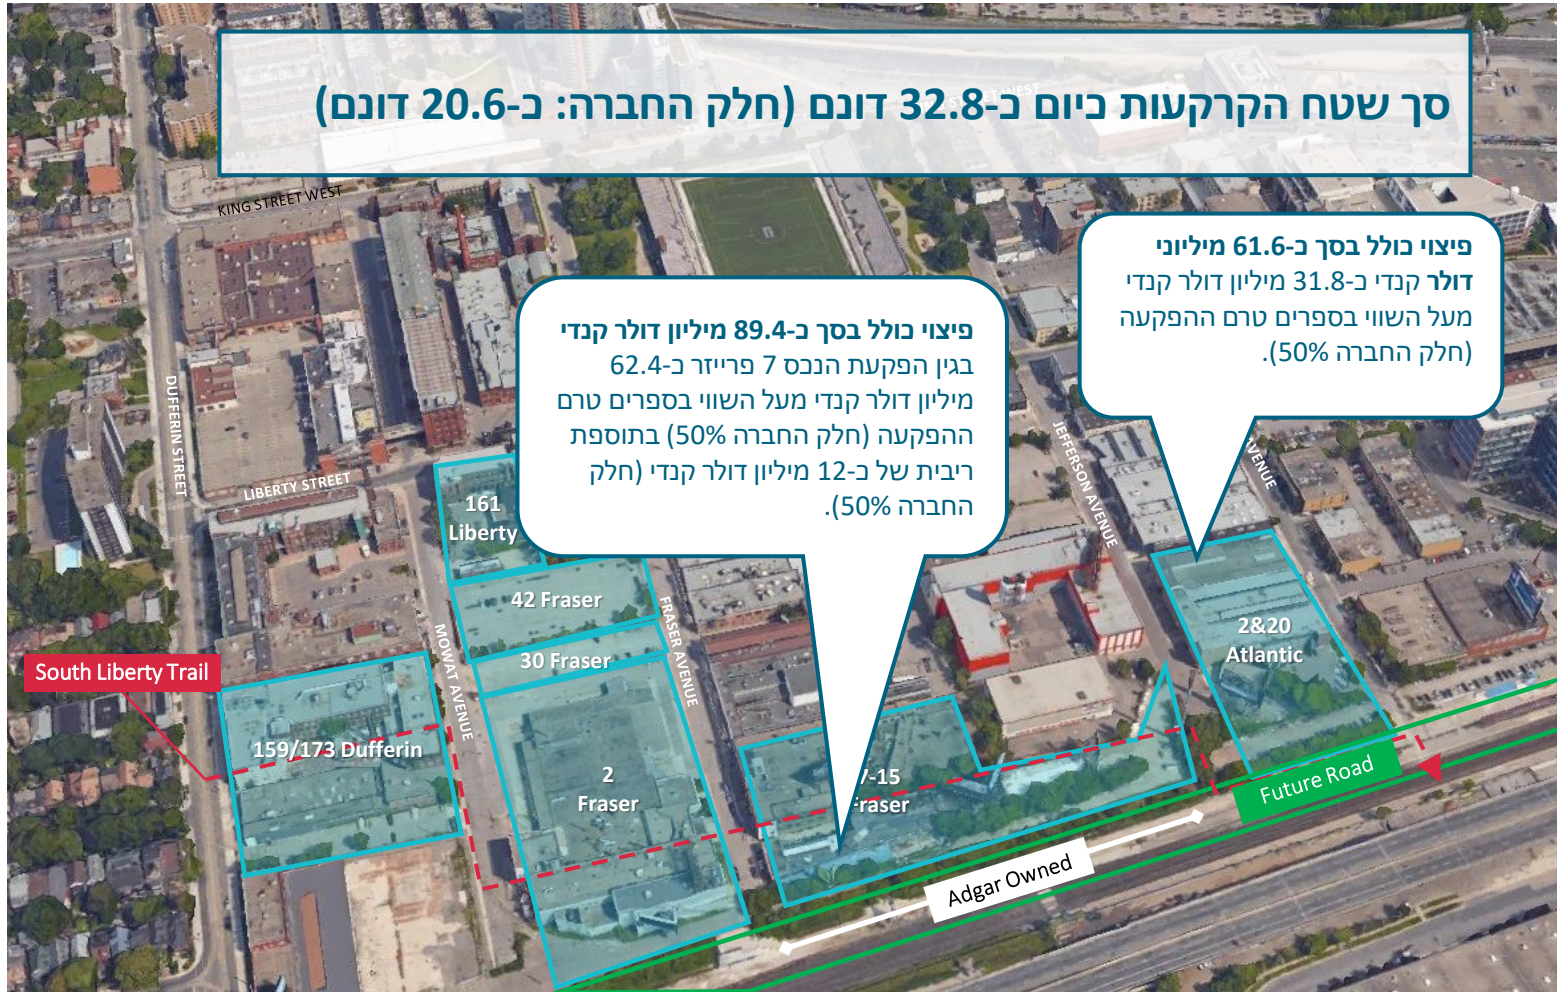 סך שטח הקרקעות כיום כ-32.8 דונם (חלק החברה: כ-20.6 דונם)
KING STREET WEST
פיצוי כולל בסך כ-61.6 מיליוני
דולר קנדי כ-31.8 מיליון דולר קנדי
מעל השווי בספרים טרם ההפקעה
(חלק החברה 50%).
פיצוי כולל בסך כ-89.4 מיליון דולר קנדי
בגין הפקעת הנכס 7 פרייזר כ-62.4
מיליון דולר קנדי מעל השווי בספרים טרם
ההפקעה (חלק החברה 50%) בתוספת
ריבית של כ-12 מיליון דולר קנדי (חלק
החברה 50%).
DUFFERIN STREET
LIBERTY STREET
JEFFERSON AVENUE
AVENUE
161
Liberty
42 Fraser
30 Fraser
MOWAT AVENUE
FRASER AVENUE
2&20
Atlantic
South Liberty Trail
159/173 Dufferin
2
Fraser
7-15
Fraser
Future Road
Adgar Owned